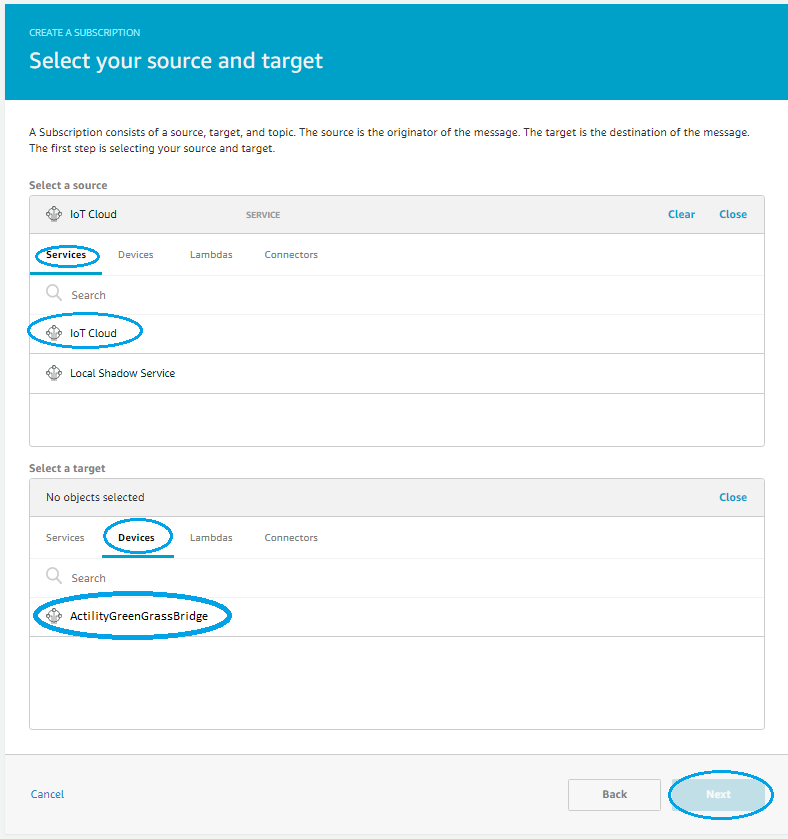 CREATE A SUBSCRIPTION
Select your source and target
A Subscription consists of a source, target, and topic. The source is the originator of the message. The target is the destination of the message.
The first step is selecting your source and target.
Select a source
IoT Cloud SERVICE Clear Close
Services Devices Lambdas Connectors
Search
IoT Cloud
Local Shadow Service
Select a target
No objects selected Close
Services Devices Lambdas Connectors
Search
ActilityGreenGrassBridge
Cancel Back Next